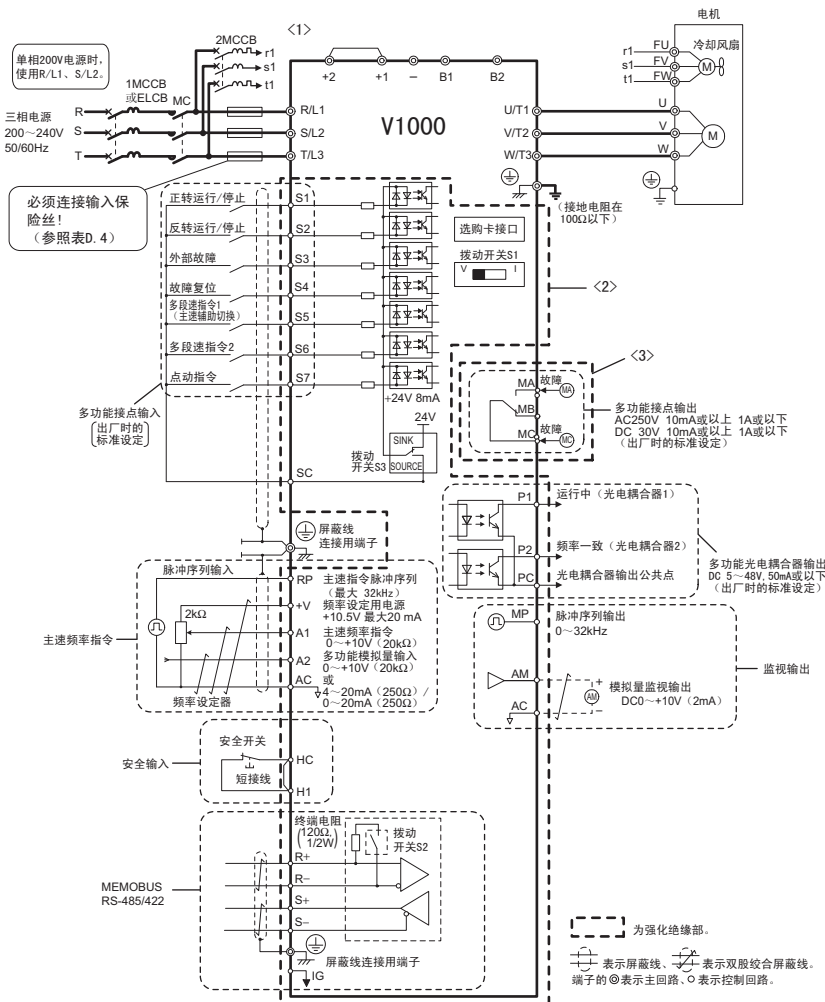 <1>
电机
2MCCB
r1
s1
t1
单相200V电源时，
使用R/L1、S/L2。
1MCCB
或ELCB
MC
+2
+1
−
B1
B2
r1
FU
冷却风扇
s1
FV
M
t1
FW
三相电源
200～240V
50/60Hz
R
S
T
R/L1
S/L2
T/L3
V1000
U/T1
V/T2
W/T3
U
V
W
M
必须连接输入保
险丝！
（参照表D.4）
（接地电阻在
100Ω以下）
正转运行/停止
S1
反转运行/停止
S2
外部故障
S3
故障复位
S4
多段速指令1
（主速辅助切换）
S5
多段速指令2
S6
点动指令
S7
选购卡接口
拨动开关S1
V
I
<2>
<3>
多功能接点输入
出厂时的
标准设定
+24V 8mA
24V
SINK
SOURCE
拨动
开关S3
SC
MA
故障
MA
MB
MC
故障
MC
多功能接点输出
AC250V 10mA或以上 1A或以下
DC 30V 10mA或以上 1A或以下
（出厂时的标准设定）
屏蔽线
连接用端子
P1
运行中（光电耦合器1）
P2
频率一致（光电耦合器2）
PC
光电耦合器输出公共点
多功能光电耦合器输出
DC 5～48V,50mA或以下
（出厂时的标准设定）
主速频率指令
脉冲序列输入
2kΩ
频率设定器
RP
主速指令脉冲序列
（最大 32kHz）
+V
频率设定用电源
+10.5V 最大20 mA
A1
主速频率指令
0～+10V（20kΩ）
A2
多功能模拟量输入
0～+10V（20kΩ）
AC
或
4～20mA（250Ω）/
0～20mA（250Ω）
MP
脉冲序列输出
0～32kHz
监视输出
AM
+
AM
−
模拟量监视输出
DC0～+10V（2mA）
AC
安全输入
安全开关
短接线
HC
H1
MEMOBUS
RS-485/422
终端电阻
(120Ω,
1/2W)
拨动
开关S2
R+
R−
S+
S−
屏蔽线连接用端子
IG
为强化绝缘部。
表示屏蔽线、
表示双股绞合屏蔽线。
端子的◎表示主回路、○表示控制回路。